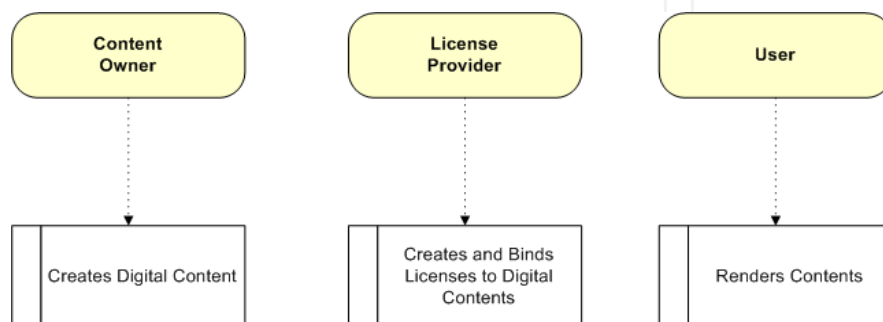 Content
Owner
License
Provider
User
Creates Digital Content
Creates and Binds
Licenses to Digital
Contents
Renders Contents